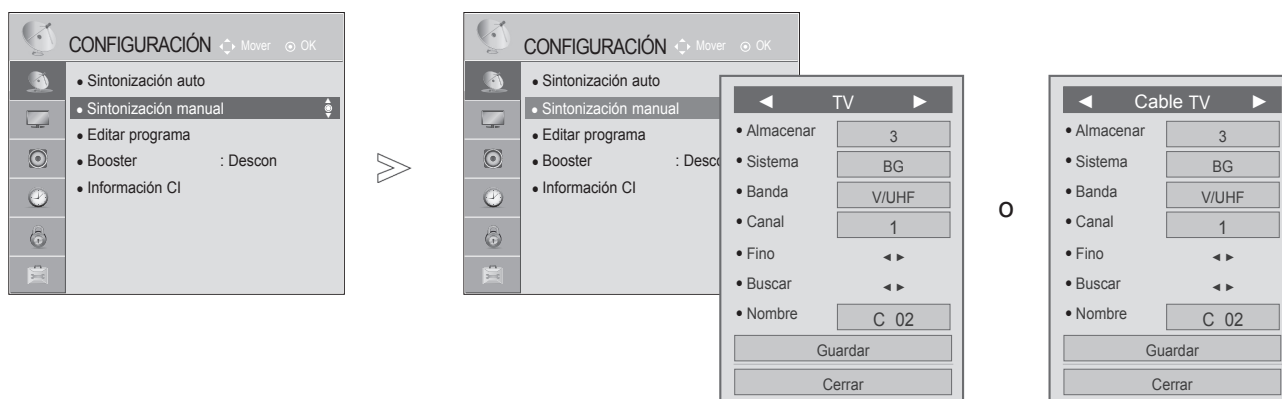 CONFIGURACIÓN Mover OK
• Sintonización auto
• Sintonización manual
• Editar programa
• Booster : Descon
• Información CI
CONFIGURACIÓN Mover OK
• Sintonización auto
• Sintonización manual
• Editar programa
• Booster : Desco
• Información CI
◄ TV ►
• Almacenar 3
• Sistema BG
• Banda V/UHF
• Canal 1
• Fino ◄ ►
• Buscar ◄ ►
• Nombre C 02
Guardar
Cerrar
o
◄ Cable TV ►
• Almacenar 3
• Sistema BG
• Banda V/UHF
• Canal 1
• Fino ◄ ►
• Buscar ◄ ►
• Nombre C 02
Guardar
Cerrar